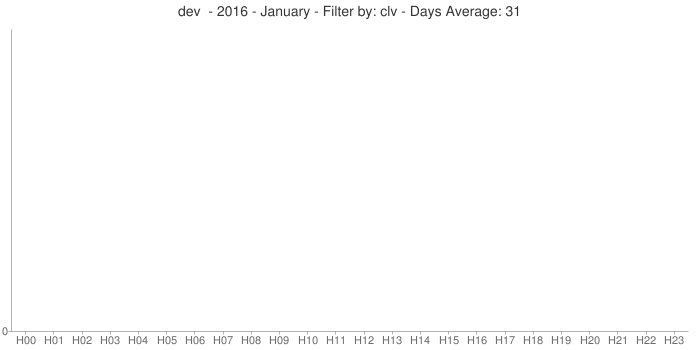 dev  - 2016 - January - Filter by: clv - Days Average: 31
0
H00 H01 H02 H03 H04 H05 H06 H07 H08 H09 H10 H11 H12 H13 H14 H15 H16 H17 H18 H19 H20 H21 H22 H23